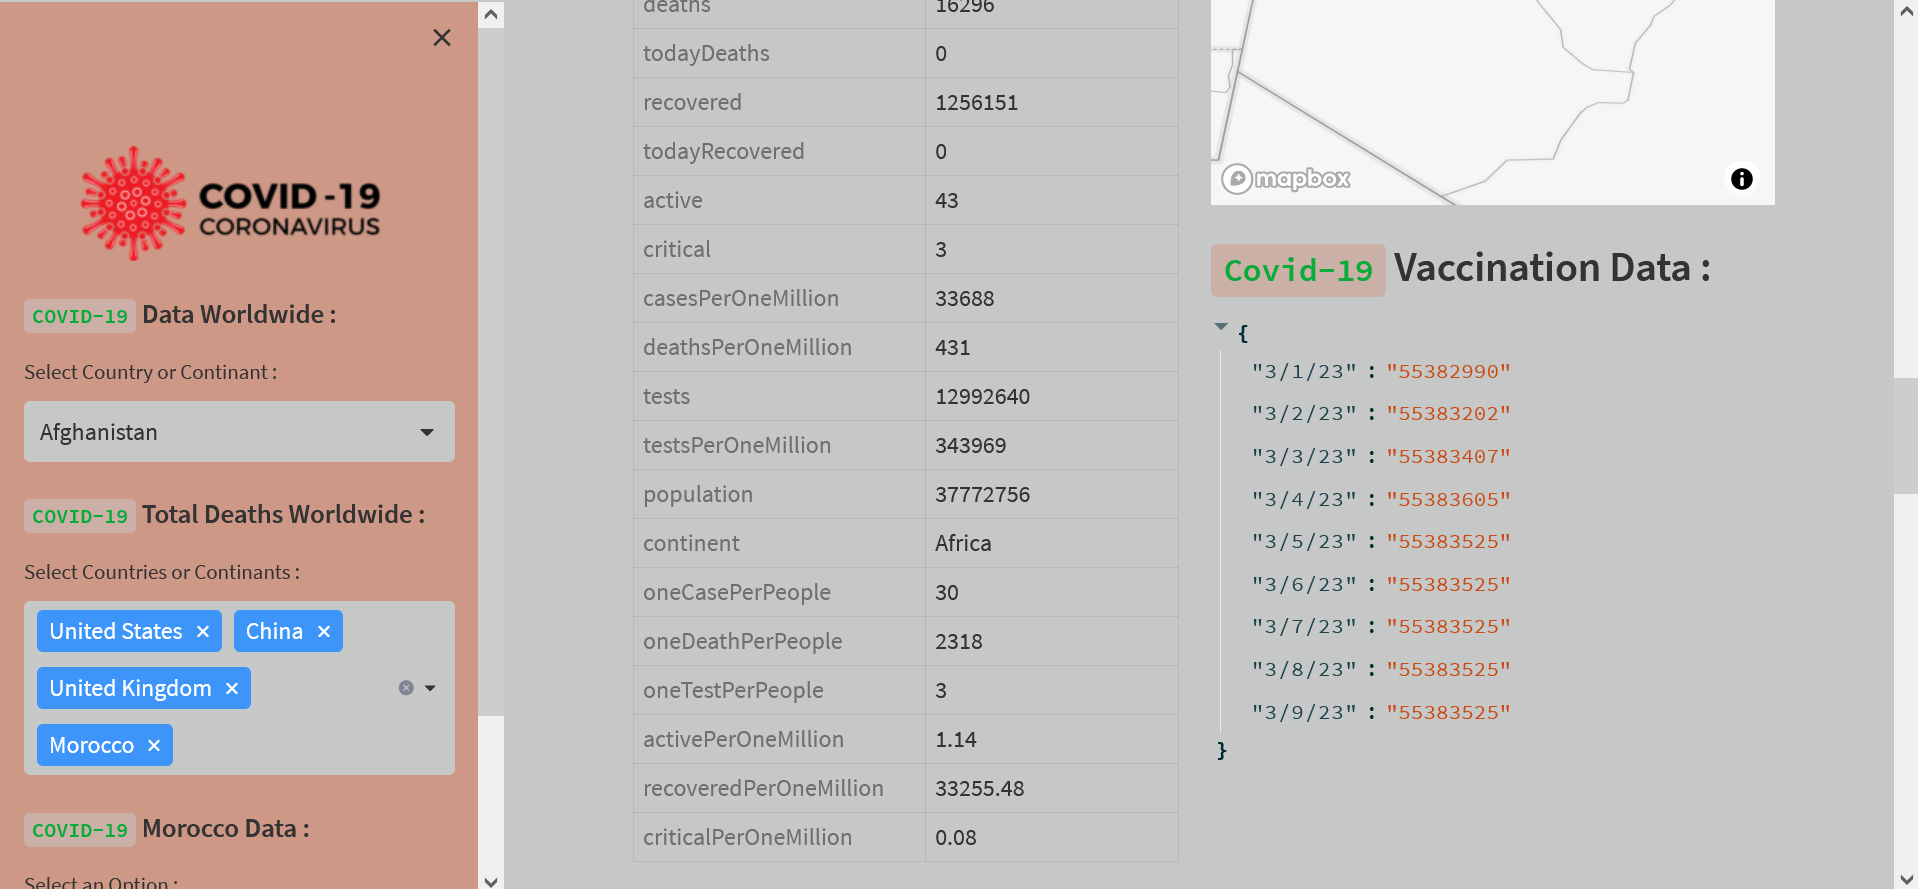 COVID -19
CORONAVIRUS
COVID-19 Data Worldwide :
Select Country or Continant :
Afghanistan
COVID-19 Total Deaths Worldwide :
Select Countries or Continants :
United States × China ×
United Kingdom ×
Morocco ×
COVID-19 Morocco Data :
Select an Option :
deaths 16296
todayDeaths 0
recovered 1256151
todayRecovered 0
active 43
critical 3
casesPerOneMillion 33688
deathsPerOneMillion 431
tests 12992640
testsPerOneMillion 343969
population 37772756
continent Africa
oneCasePerPeople 30
oneDeathPerPeople 2318
oneTestPerPeople 3
activePerOneMillion 1.14
recoveredPerOneMillion 33255.48
criticalPerOneMillion 0.08
mapbox
Covid-19 Vaccination Data :
{
"3/1/23" : "55382990"
"3/2/23" : "55383202"
"3/3/23" : "55383407"
"3/4/23" : "55383605"
"3/5/23" : "55383525"
"3/6/23" : "55383525"
"3/7/23" : "55383525"
"3/8/23" : "55383525"
"3/9/23" : "55383525"
}